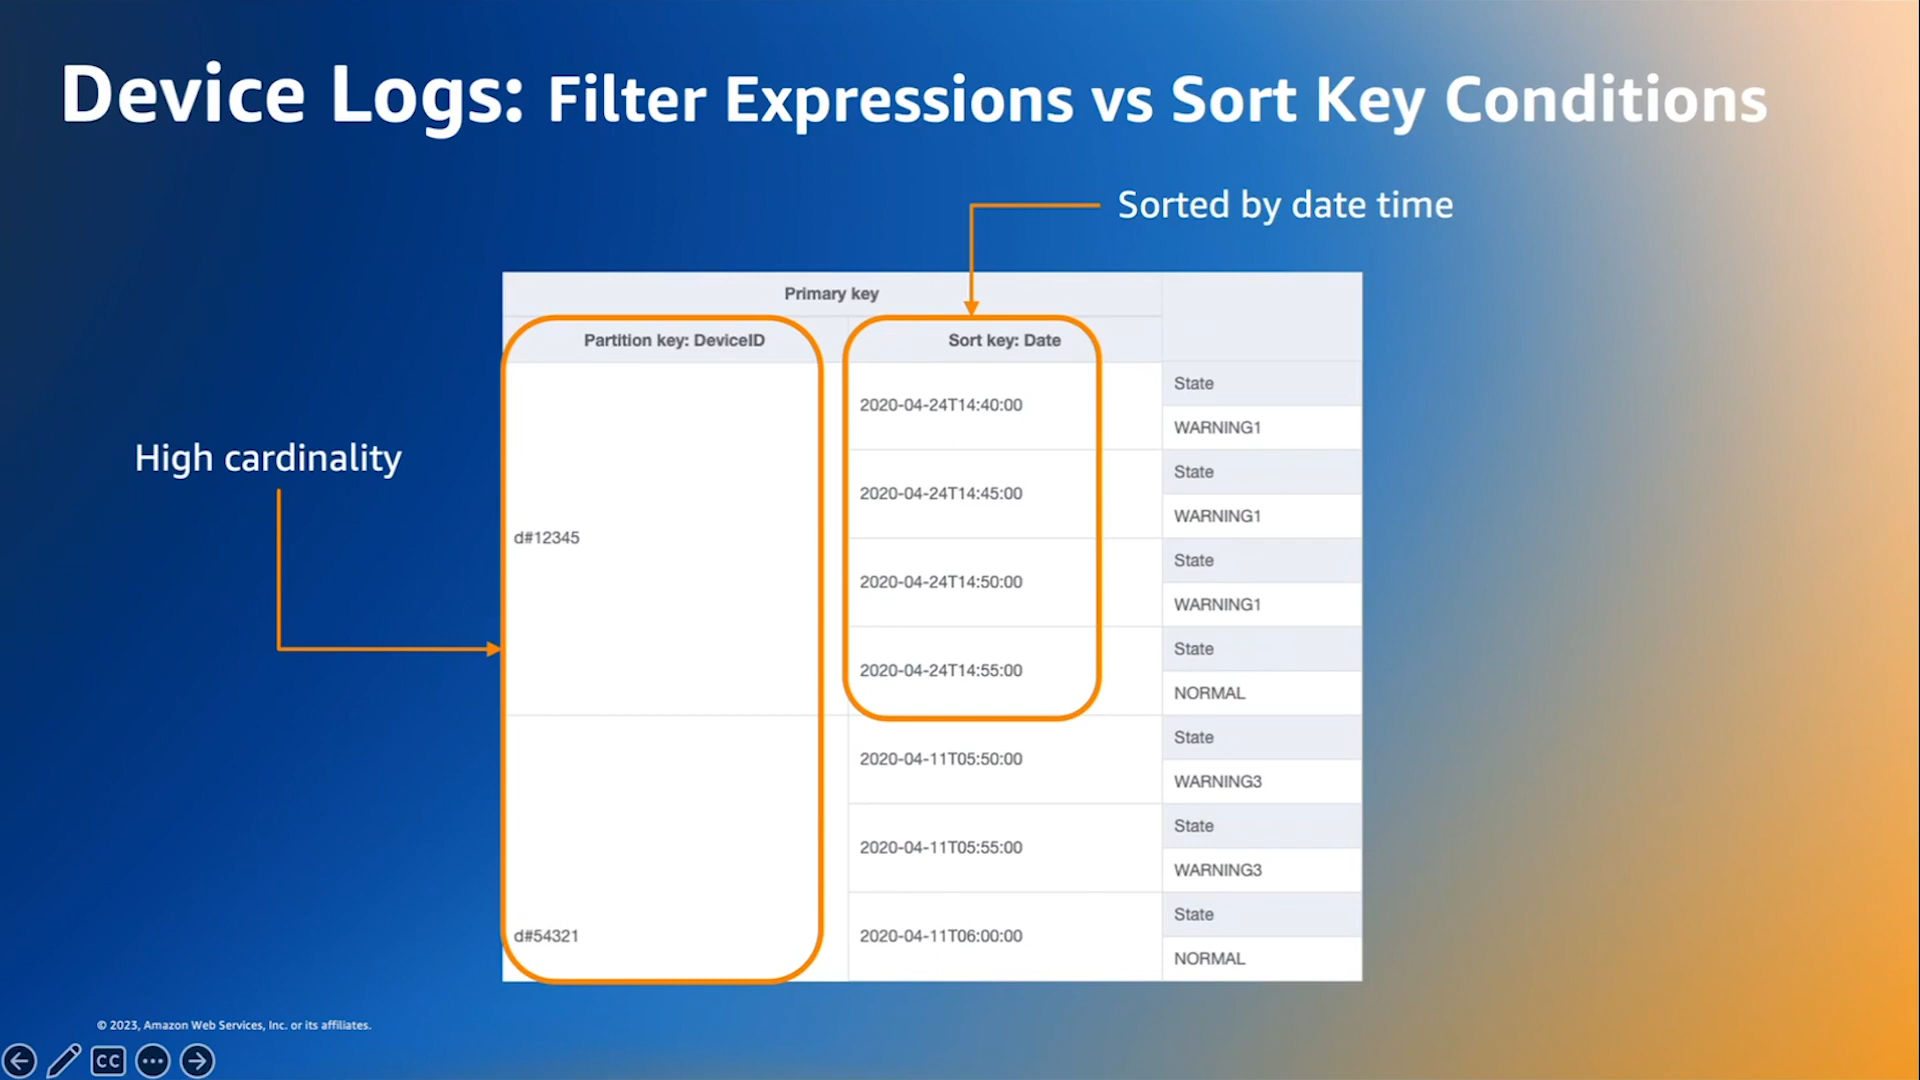 Device Logs: Filter Expressions vs Sort Key Conditions
Sorted by date time
Primary key
Partition key: DeviceID
Sort key: Date
High cardinality
d#12345
2020-04-24T14:40:00
State
WARNING1
2020-04-24T14:45:00
State
WARNING1
2020-04-24T14:50:00
State
WARNING1
2020-04-24T14:55:00
State
NORMAL
d#54321
2020-04-11T05:50:00
State
WARNING3
2020-04-11T05:55:00
State
WARNING3
2020-04-11T06:00:00
State
NORMAL
© 2023, Amazon Web Services, Inc. or its affiliates.
CC